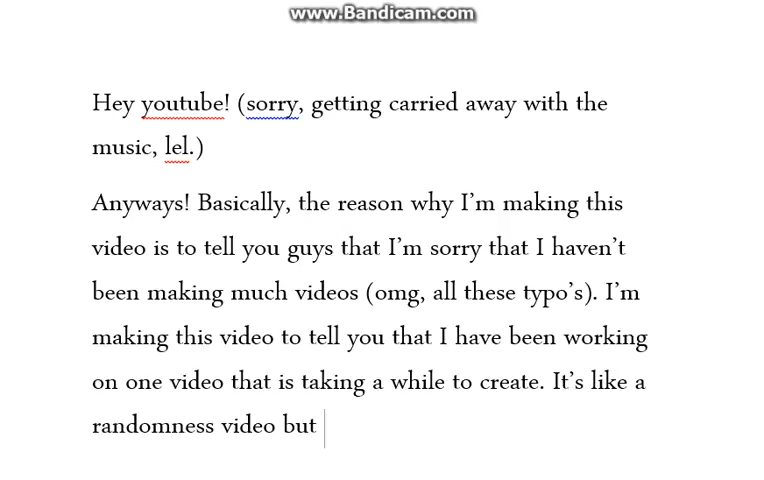 www.Bandicam.com
Hey youtube! (sorry, getting carried away with the
music, lel.)
Anyways! Basically, the reason why I’m making this
video is to tell you guys that I’m sorry that I haven’t
been making much videos (omg, all these typo’s). I’m
making this video to tell you that I have been working
on one video that is taking a while to create. It’s like a
randomness video but